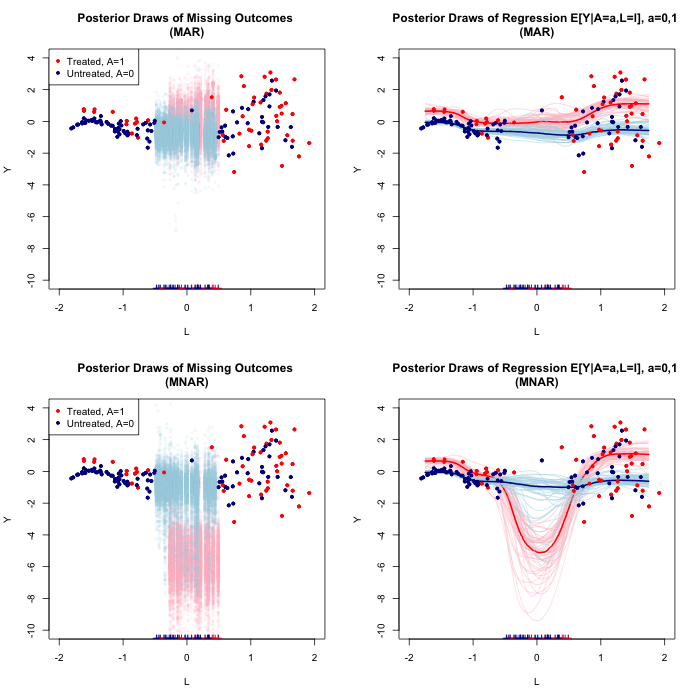 Posterior Draws of Missing Outcomes
(MAR)
Treated, A=1
Untreated, A=0
4
2
0
-2
-4
-6
-8
-10
Y
-2 -1 0 1 2
L
Posterior Draws of Regression E[Y|A=a,L=l], a=0,1
(MAR)
4
2
0
-2
-4
-6
-8
-10
Y
-2 -1 0 1 2
L
Posterior Draws of Missing Outcomes
(MNAR)
Treated, A=1
Untreated, A=0
4
2
0
-2
-4
-6
-8
-10
Y
-2 -1 0 1 2
L
Posterior Draws of Regression E[Y|A=a,L=l], a=0,1
(MNAR)
4
2
0
-2
-4
-6
-8
-10
Y
-2 -1 0 1 2
L